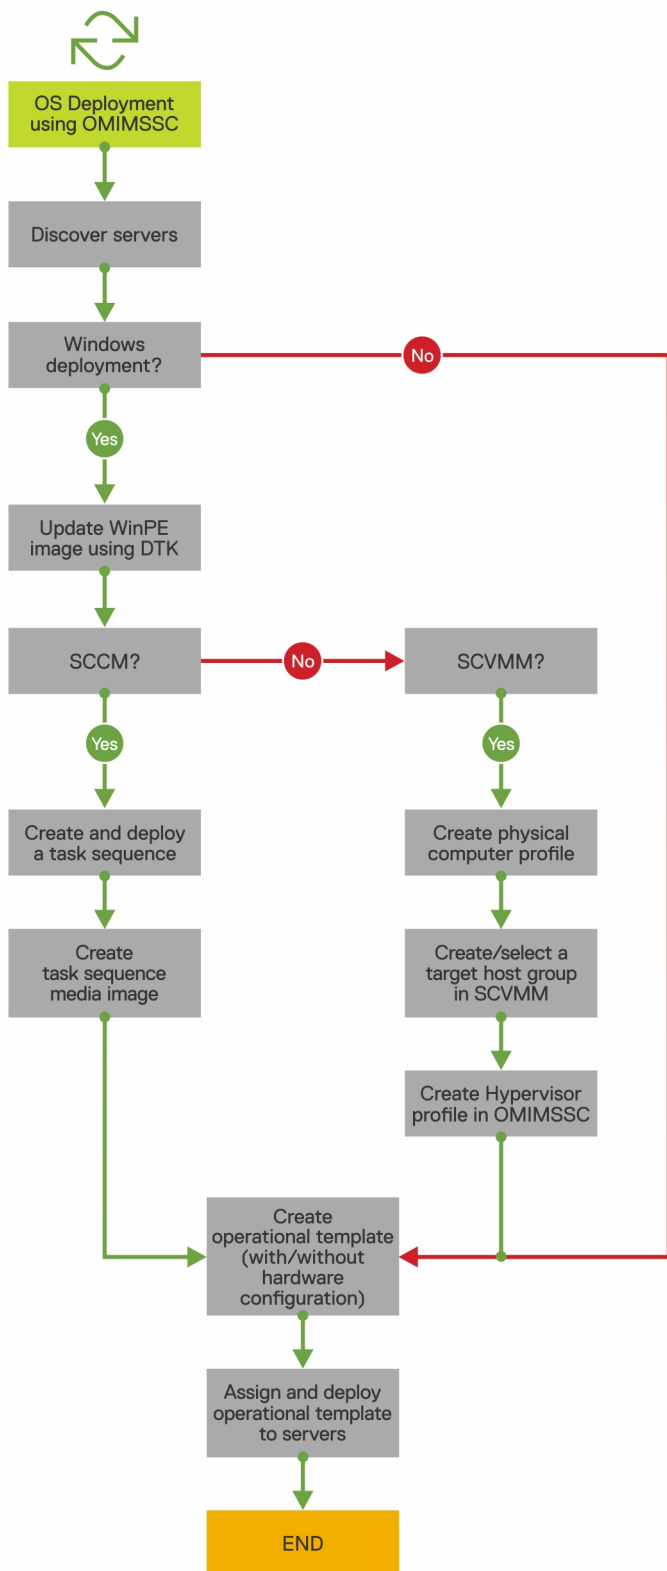 OS Deployment
using OMIMSSC
Discover servers
Windows
deployment?
No
Yes
Update WinPE
image using DTK
SCCM?
No
SCVMM?
Yes
Yes
Create and deploy
a task sequence
Create physical
computer profile
Create
task sequence
media image
Create/select a
target host group
in SCVMM
Create Hypervisor
profile in OMIMSSC
Create
operational template
(with/without
hardware
configuration)
Assign and deploy
operational template
to servers
END